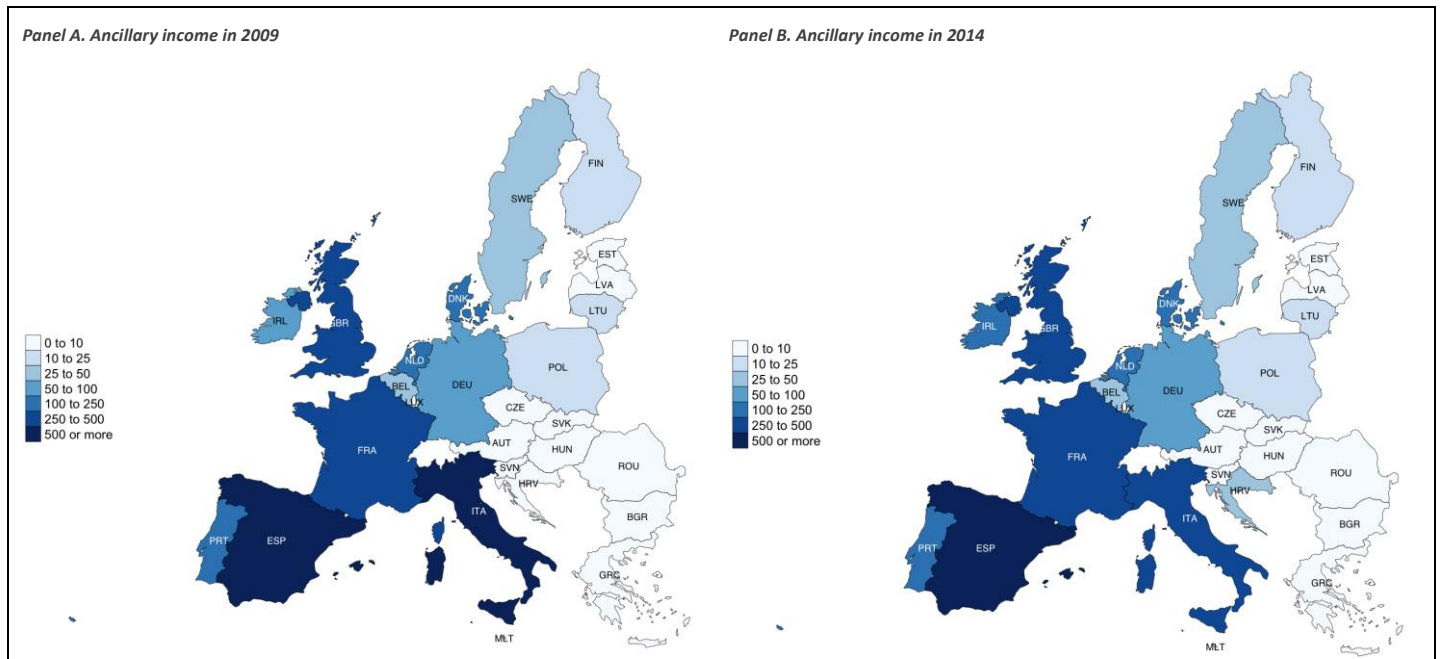 Panel A. Ancillary income in 2009
FIN
SWE
EST
LVA
DNK
LTU
IRL
GBR
0 to 10
10 to 25
25 to 50
50 to 100
100 to 250
250 to 500
500 or more
NLD
POL
BEL
DEU
LUX
CZE
SVK
AUT
HUN
FRA
SVN
ROU
HRV
ITA
BGR
PRT
ESP
GRC
MLT
Panel B. Ancillary income in 2014
FIN
SWE
EST
LVA
DNK
LTU
IRL
GBR
0 to 10
10 to 25
25 to 50
50 to 100
100 to 250
250 to 500
500 or more
NLD
POL
BEL
DEU
LUX
CZE
SVK
AUT
HUN
FRA
SVN
ROU
HRV
ITA
BGR
PRT
ESP
GRC
MLT